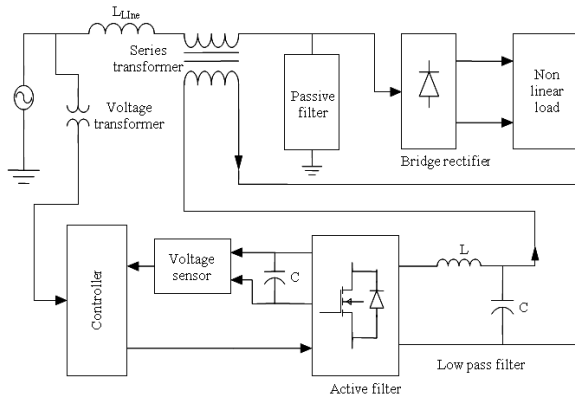 LLIne
Series
transformer
Voltage
transformer
Passive
filter
Bridge rectifier
Non
linear
load
Controller
Voltage
sensor
C
L
C
Low pass filter
Active filter